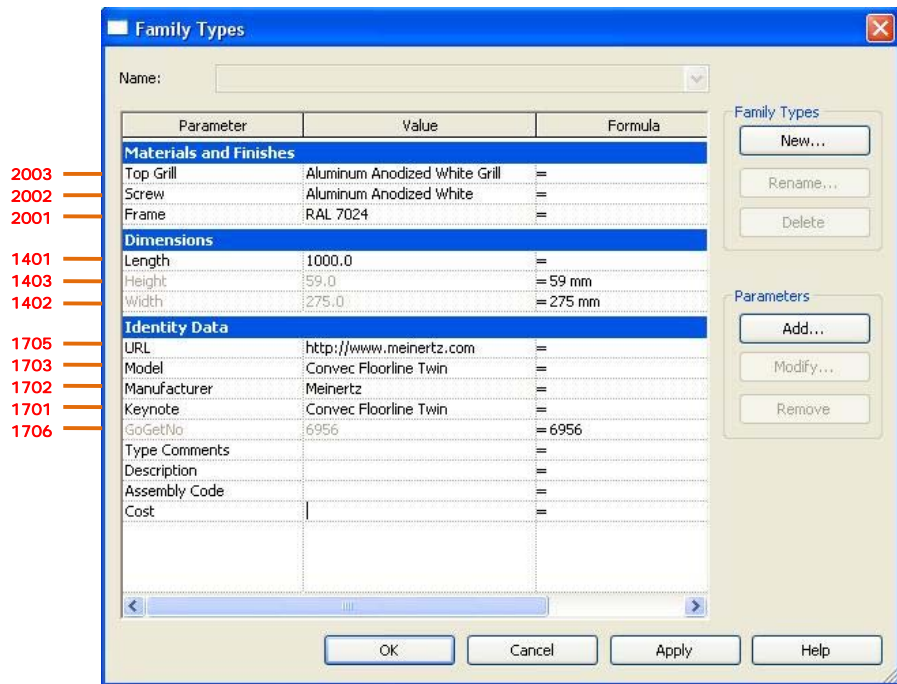 Family Types
Name:
Parameter Value Formula
Materials and Finishes
2003 Top Grill Aluminum Anodized White Grill =
2002 Screw Aluminum Anodized White =
2001 Frame RAL 7024 =
Dimensions
1401 Length 1000.0 =
1403 Height 59.0 = 59 mm
1402 Width 275.0 = 275 mm
Identity Data
1705 URL http://www.meinertz.com =
1703 Model Convec Floorline Twin =
1702 Manufacturer Meinertz =
1701 Keynote Convec Floorline Twin =
1706 GoGetNo 6956 = 6956
Type Comments =
Description =
Assembly Code =
Cost =
Family Types
New...
Rename...
Delete
Parameters
Add...
Modify...
Remove
OK Cancel Apply Help